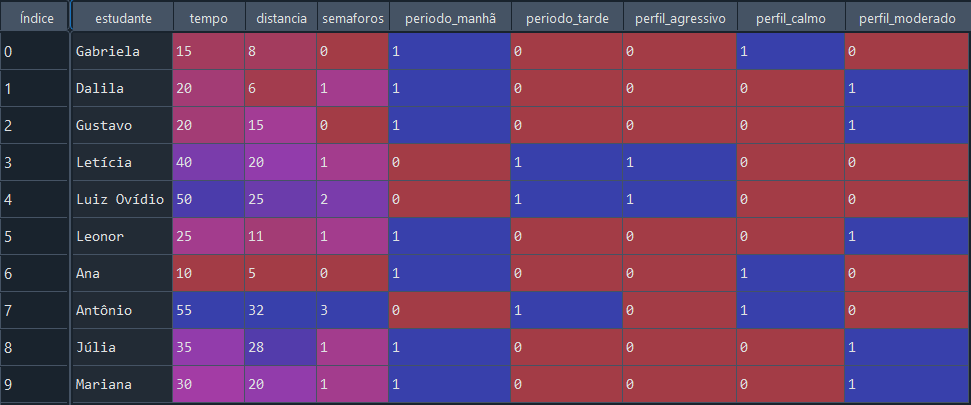 Índice estudante tempo distancia semaforos periodo_manhã periodo_tarde perfil_agressivo perfil_calmo perfil_moderado
0 Gabriela 15 8 0 1 0 0 1 0
1 Dalila 20 6 1 1 0 0 0 1
2 Gustavo 20 15 0 1 0 0 0 1
3 Letícia 40 20 1 0 1 1 0 0
4 Luiz Ovídio 50 25 2 0 1 1 0 0
5 Leonor 25 11 1 1 0 0 0 1
6 Ana 10 5 0 1 0 0 1 0
7 Antônio 55 32 3 0 1 0 1 0
8 Júlia 35 28 1 1 0 0 0 1
9 Mariana 30 20 1 1 0 0 0 1